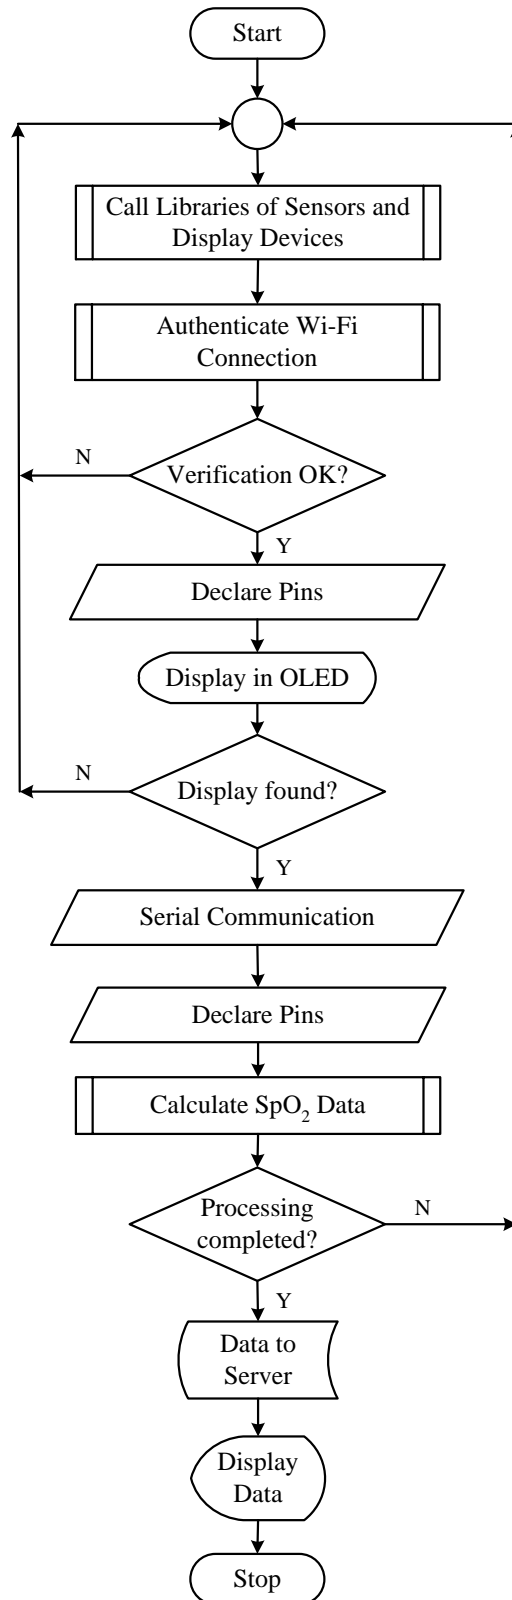 Start
Call Libraries of Sensors and
Display Devices
Authenticate Wi-Fi
Connection
N
Verification OK?
Y
Declare Pins
Display in OLED
N
Display found?
Y
Serial Communication
Declare Pins
Calculate SpO₂ Data
Processing
completed?
N
Y
Data to
Server
Display
Data
Stop